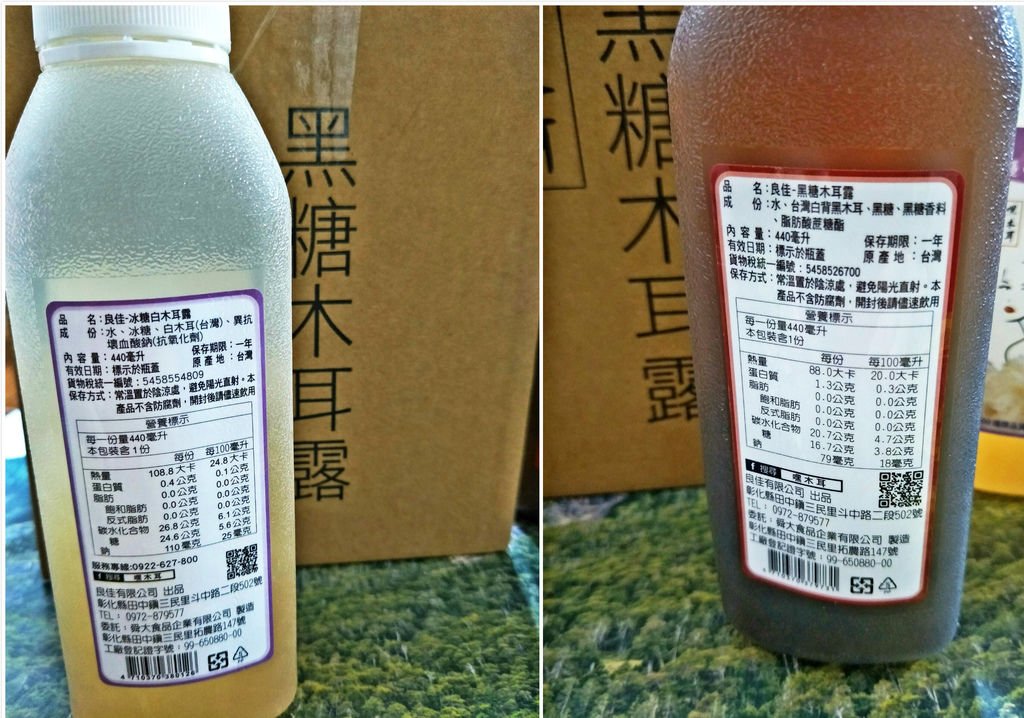 黑糖木耳露
品 名：良佳-冰糖白木耳露
成 份：水、冰糖、白木耳(台灣)、異抗
壞血酸鈉(抗氧化劑)
內 容 量：440毫升 保存期限：一年
有效日期：標示於瓶蓋 原 產 地：台灣
貨物稅統一編號：5458554809
保存方式：常溫置於陰涼處，避免陽光直射。本
產品不含防腐劑，開封後請儘速飲用
營養標示
每一份量440毫升
本包裝含1份
每份 每100毫升
熱量 108.8大卡 24.8大卡
蛋白質 0.4公克 0.1公克
脂肪 0.0公克 0.0公克
飽和脂肪 0.0公克 0.0公克
反式脂肪 0.0公克 0.0公克
碳水化合物 26.8公克 6.1公克
糖 24.6公克 5.6公克
鈉 110毫克 25毫克
服務專線:0922-627-800
f 搜尋 嘿木耳
良佳有限公司 出品
彰化縣田中鎮三民里斗中路二段502號
TEL： 0972-879577
委託：舜大食品企業有限公司 製造
彰化縣田中鎮三民里拓農路147號
工廠登記證字號：99-650880-00
4 710370 380126
黑糖木耳露
品 名：良佳-黑糖木耳露
成 份：水、台灣白背黑木耳、黑糖、黑糖香料
、脂肪酸蔗糖酯
內 容 量：440毫升 保存期限：一年
有效日期：標示於瓶蓋 原 產 地：台灣
貨物稅統一編號：5458526700
保存方式：常溫置於陰涼處，避免陽光直射。本
產品不含防腐劑，開封後請儘速飲用
營養標示
每一份量440毫升
本包裝含1份
每份 每100毫升
熱量 88.0大卡 20.0大卡
蛋白質 1.3公克 0.3公克
脂肪 0.0公克 0.0公克
飽和脂肪 0.0公克 0.0公克
反式脂肪 0.0公克 0.0公克
碳水化合物 20.7公克 4.7公克
糖 16.7公克 3.8公克
鈉 79毫克 18毫克
f 搜尋 嘿木耳
良佳有限公司 出品
彰化縣田中鎮三民里斗中路二段502號
TEL： 0972-879577
委託：舜大食品企業有限公司 製造
彰化縣田中鎮三民里拓農路147號
工廠登記證字號：99-650880-00